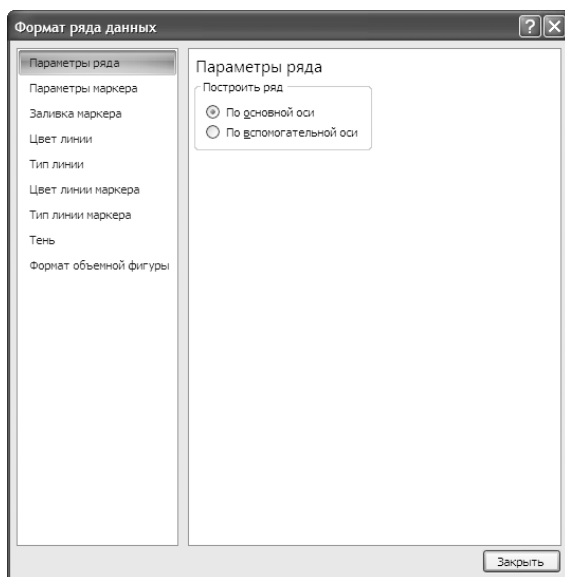 Формат ряда данных
Параметры ряда
Параметры маркера
Заливка маркера
Цвет линии
Тип линии
Цвет линии маркера
Тип линии маркера
Тень
Формат объемной фигуры
Параметры ряда
Построить ряд
По основной оси
По вспомогательной оси
Закрыть